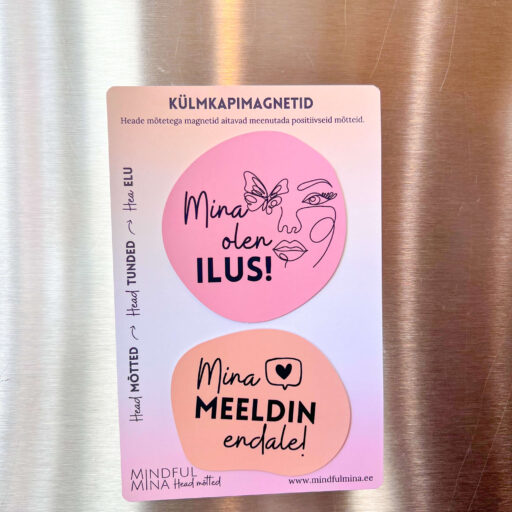 KÜLMKAPIMAGNETID
Heade mõtetega magnetid aitavad meenutada positiivseid mõtteid.
Head MÕTTED → Head TUNDED → Hea ELU
Mina
olen
ILUS!
Mina
MEELDIN
endale!
MINDFUL
MINA Head mõtted
www.mindfulmina.ee